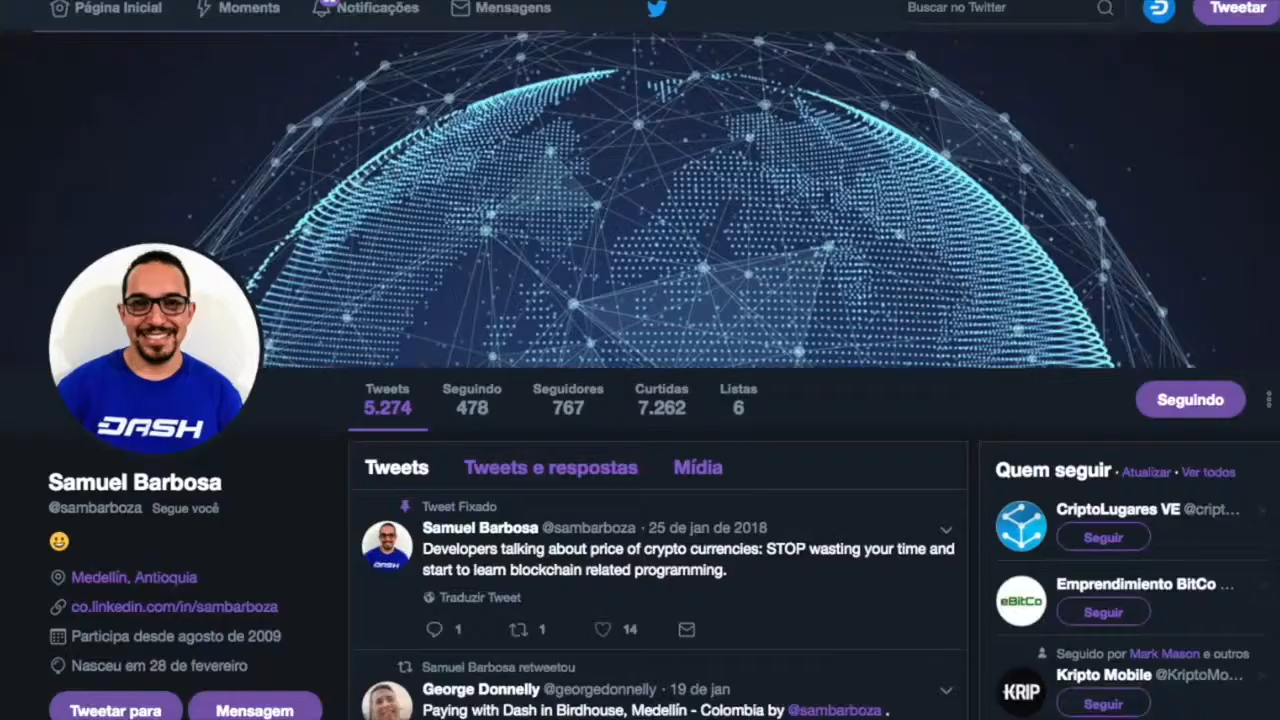 Página Inicial
Moments
Notificações
Mensagens
Buscar no Twitter
Tweetar
DASH
Samuel Barbosa
@sambarboza Segue você
Medellín, Antioquia
co.linkedin.com/in/sambarboza
Participa desde agosto de 2009
Nasceu em 28 de fevereiro
Tweetar para
Mensagem
Tweets
5.274
Seguindo
478
Seguidores
767
Curtidas
7.262
Listas
6
Seguindo
Tweets
Tweets e respostas
Mídia
Tweet Fixado
Samuel Barbosa @sambarboza · 25 de jan de 2018
Developers talking about price of crypto currencies: STOP wasting your time and
start to learn blockchain related programming.
Traduzir Tweet
1
1
14
Samuel Barbosa retweetou
George Donnelly @georgedonnelly · 19 de jan
Paying with Dash in Birdhouse, Medellín - Colombia by @sambarboza .
DASH
Quem seguir · Atualizar · Ver todos
CriptoLugares VE @cript...
Seguir
eBitCo
Emprendimiento BitCo ...
Seguir
Seguido por Mark Mason e outros
KRIP
Kripto Mobile @KriptoMo...
Seguir